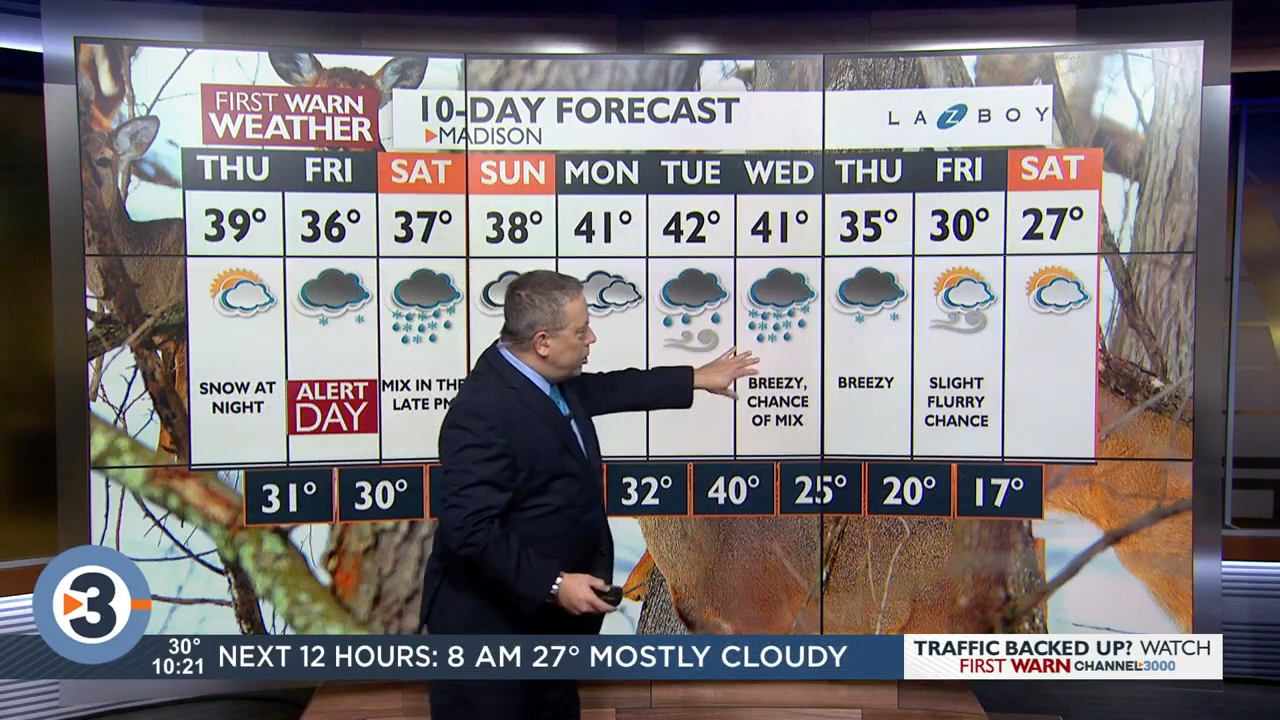 FIRST WARN
WEATHER
10-DAY FORECAST
MADISON
LA Z BOY
THU FRI SAT SUN MON TUE WED THU FRI SAT
39° 36° 37° 38° 41° 42° 41° 35° 30° 27°
SNOW AT
NIGHT
ALERT
DAY
MIX IN THE
LATE PM
BREEZY,
CHANCE
OF MIX
BREEZY
SLIGHT
FLURRY
CHANCE
31° 30° 32° 40° 25° 20° 17°
3
30°
10:21
NEXT 12 HOURS: 8 AM 27° MOSTLY CLOUDY
TRAFFIC BACKED UP? WATCH
FIRST WARN CHANNEL3000